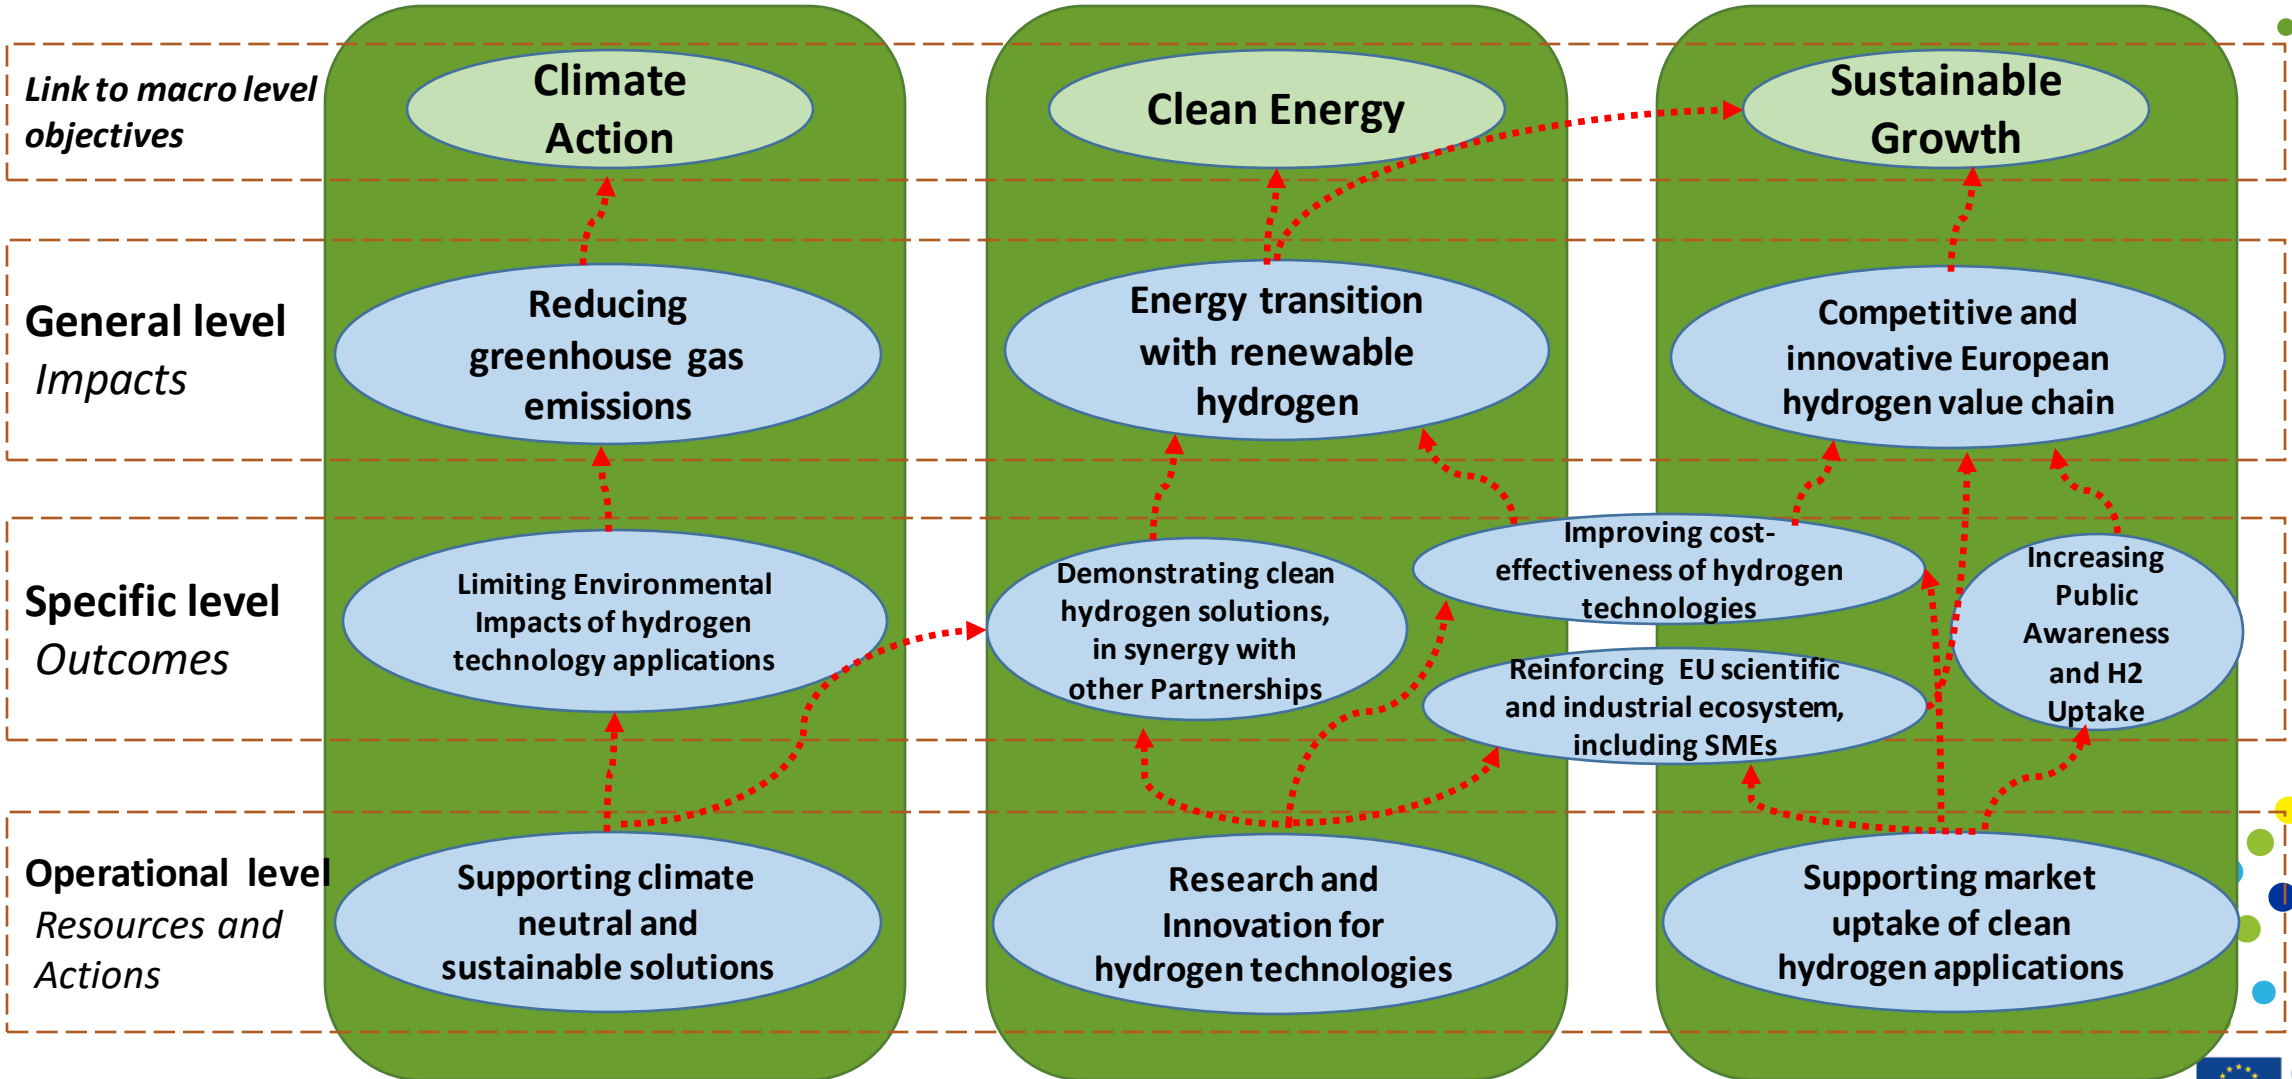 Link to macro level
objectives
Climate
Action
Clean Energy
Sustainable
Growth
General level
Impacts
Reducing
greenhouse gas
emissions
Energy transition
with renewable
hydrogen
Competitive and
innovative European
hydrogen value chain
Specific level
Outcomes
Limiting Environmental
Impacts of hydrogen
technology applications
Demonstrating clean
hydrogen solutions,
in synergy with
other Partnerships
Improving cost-
effectiveness of hydrogen
technologies
Reinforcing EU scientific
and industrial ecosystem,
including SMEs
Increasing
Public
Awareness
and H2
Uptake
Operational level
Resources and
Actions
Supporting climate
neutral and
sustainable solutions
Research and
Innovation for
hydrogen technologies
Supporting market
uptake of clean
hydrogen applications